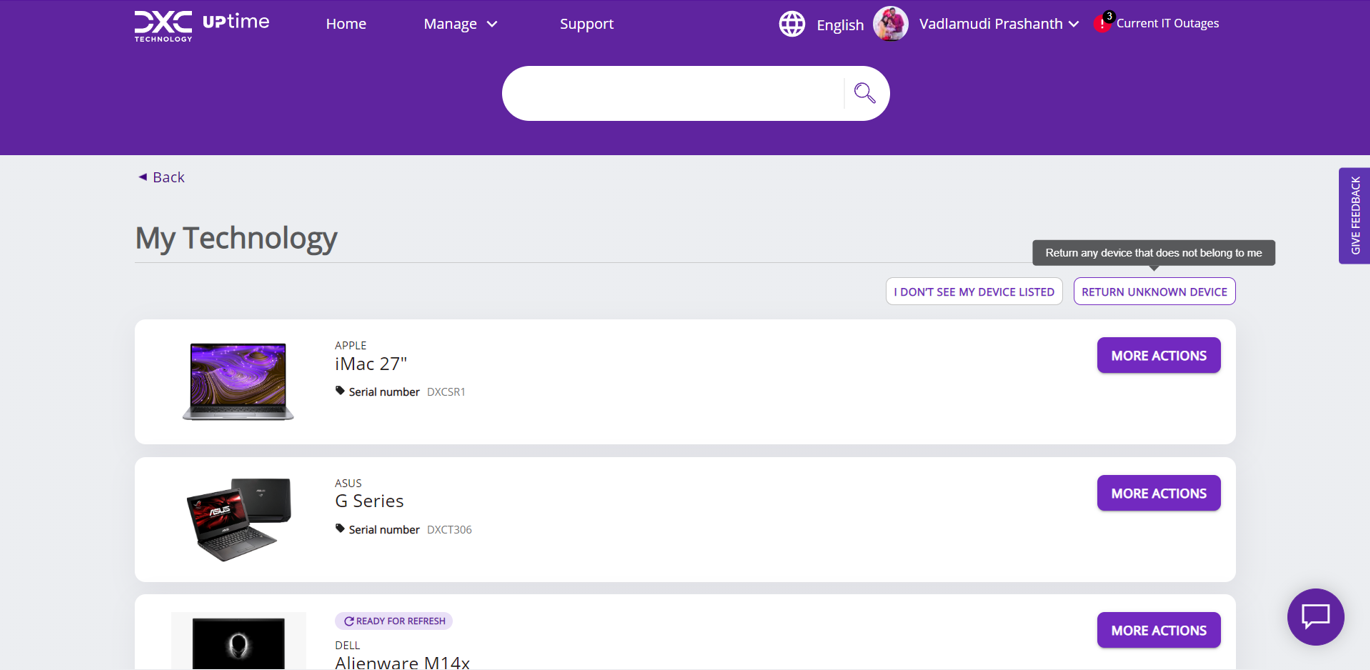 DXC TECHNOLOGY UPtime
Home
Manage
Support
English
Vadlamudi Prashanth
3
Current IT Outages
Back
GIVE FEEDBACK
My Technology
Return any device that does not belong to me
I DON'T SEE MY DEVICE LISTED
RETURN UNKNOWN DEVICE
APPLE
iMac 27"
Serial number DXCSR1
MORE ACTIONS
ASUS
G Series
Serial number DXCT306
MORE ACTIONS
READY FOR REFRESH
DELL
Alienware M14x
MORE ACTIONS